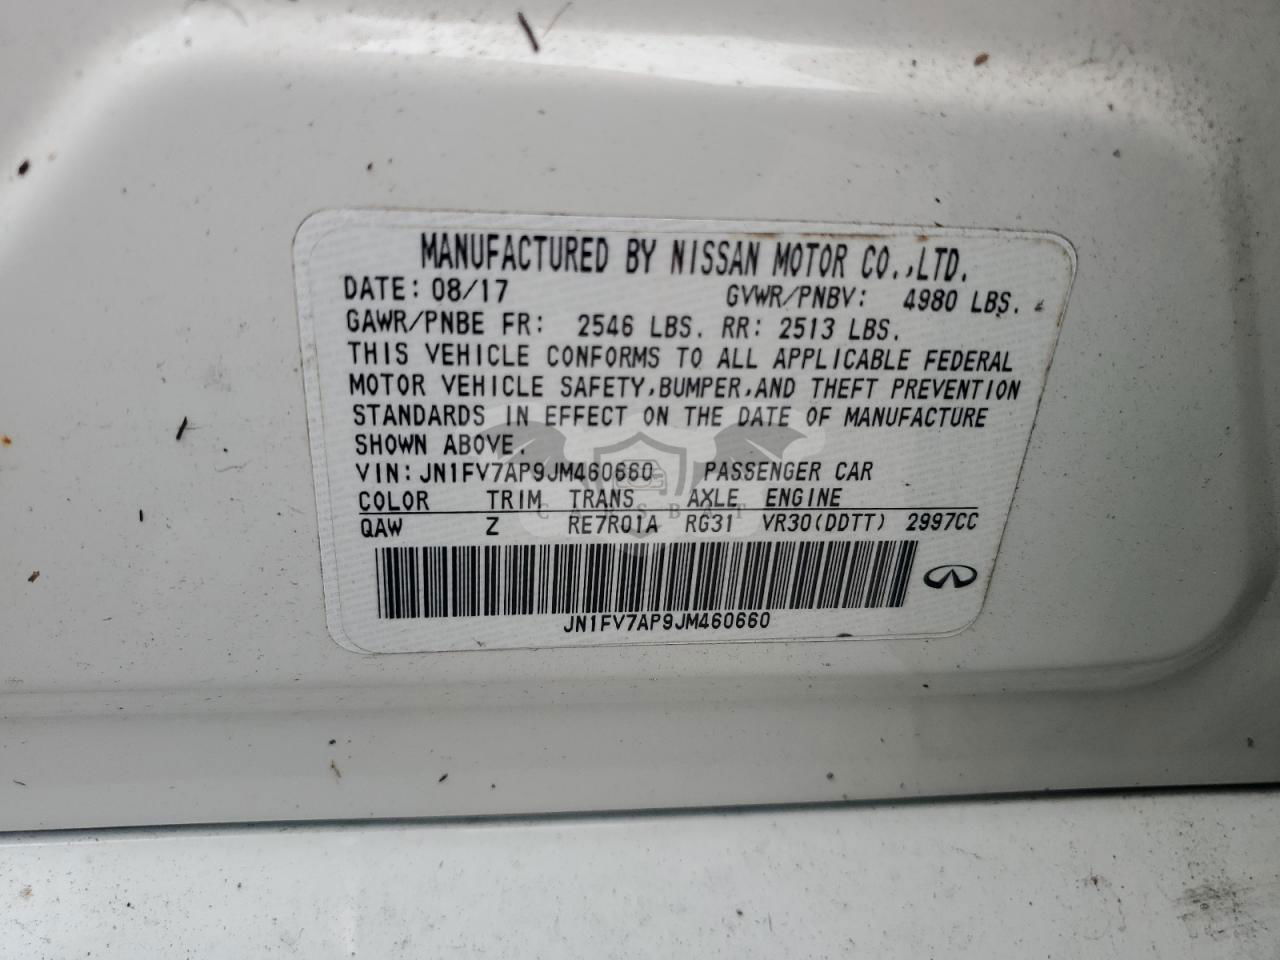 MANUFACTURED BY NISSAN MOTOR CO.,LTD.
DATE: 08/17 GVWR/PNBV: 4980 LBS.
GAWR/PNBE FR: 2546 LBS. RR: 2513 LBS.
THIS VEHICLE CONFORMS TO ALL APPLICABLE FEDERAL
MOTOR VEHICLE SAFETY,BUMPER,AND THEFT PREVENTION
STANDARDS IN EFFECT ON THE DATE OF MANUFACTURE
SHOWN ABOVE.
VIN: JN1FV7AP9JM460660 PASSENGER CAR
COLOR TRIM TRANS AXLE ENGINE
CARSBAT
QAW Z RE7R01A RG31 VR30(DDTT) 2997CC
JN1FV7AP9JM460660